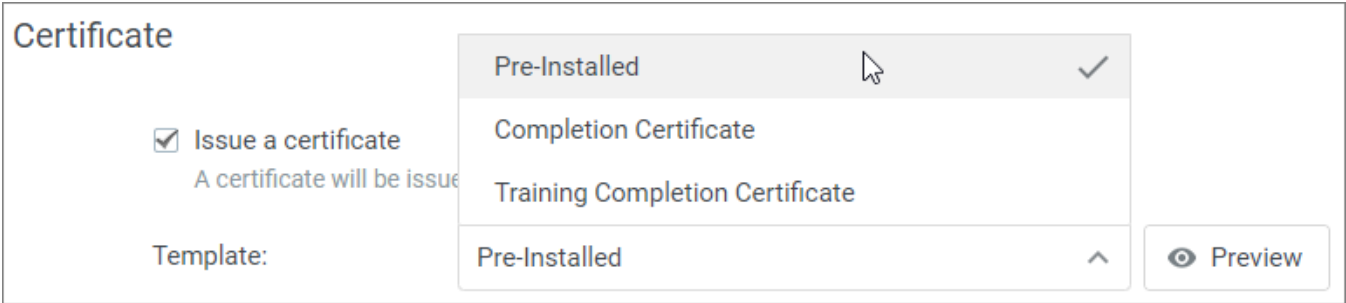 Certificate
Pre-Installed
Completion Certificate
Training Completion Certificate
Issue a certificate
A certificate will be issue
Template:
Pre-Installed
Preview